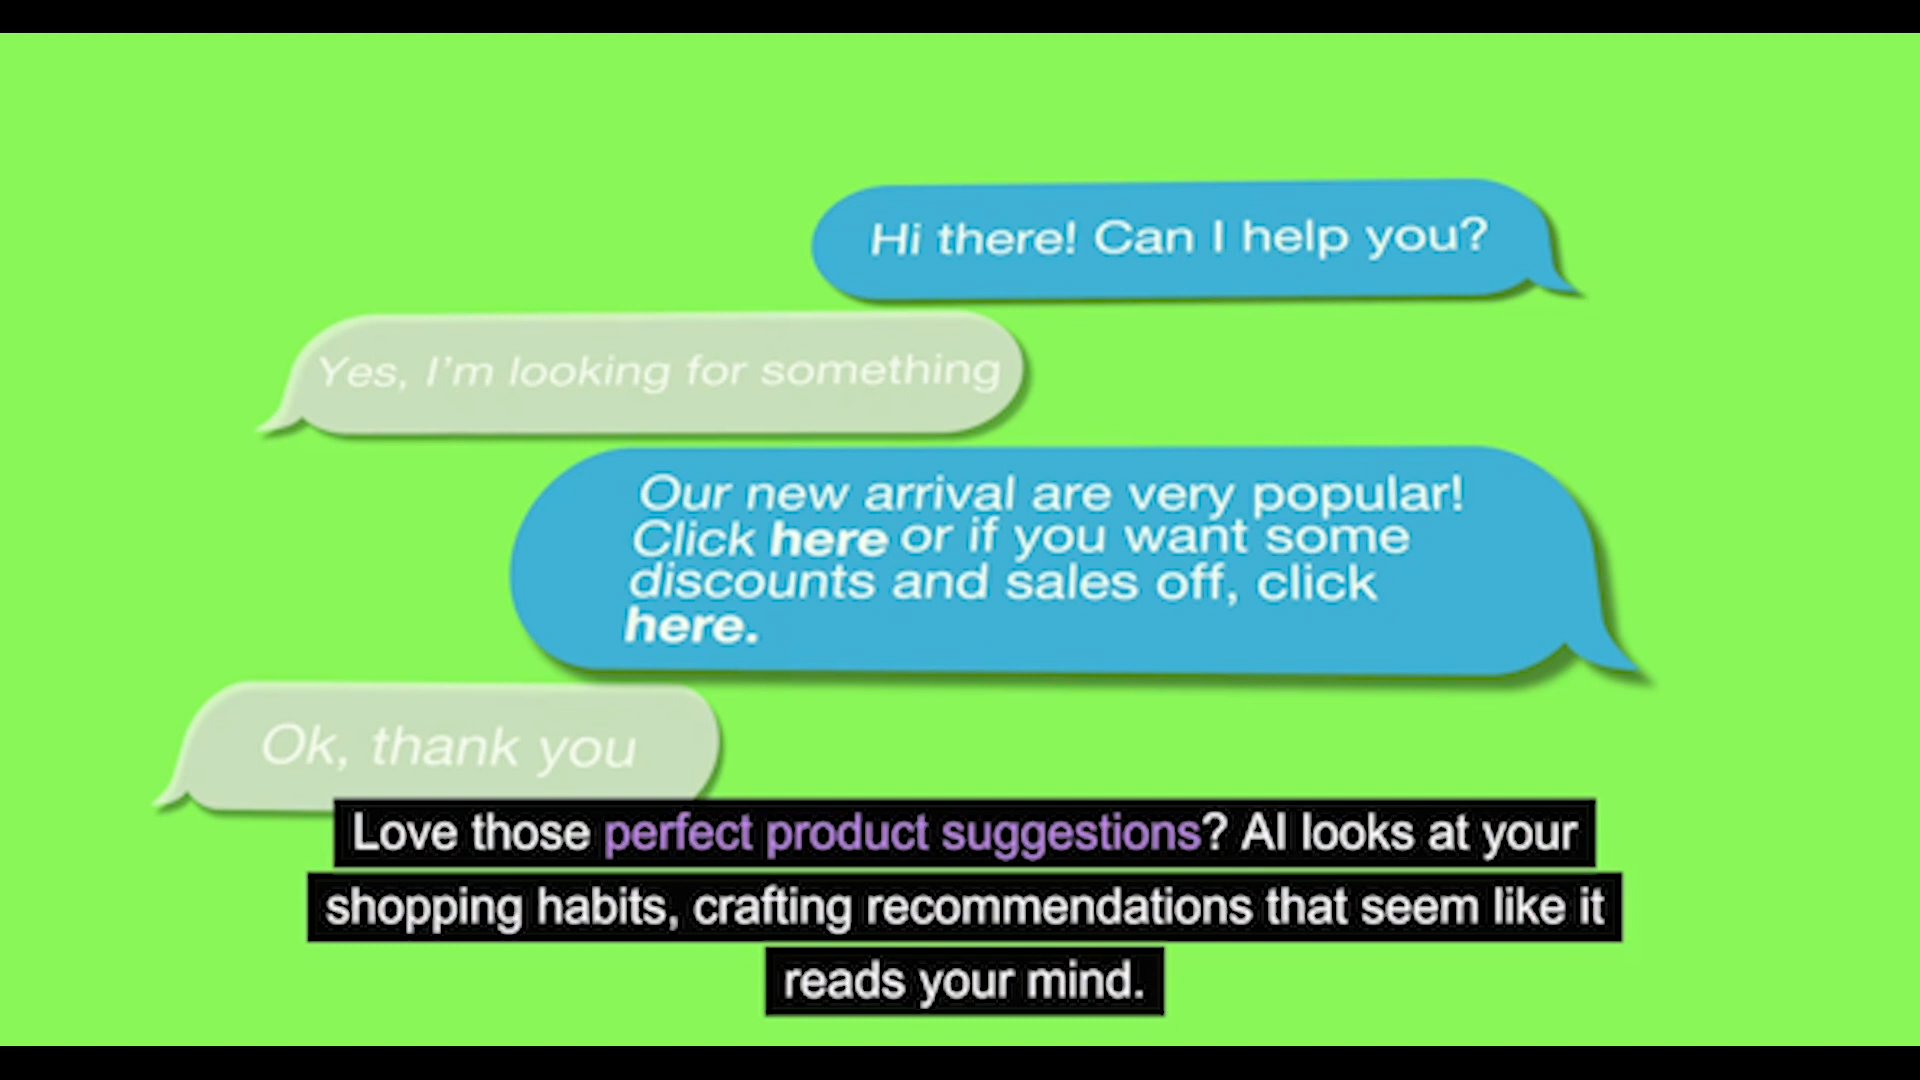 Hi there! Can I help you?
Yes, I'm looking for something
Our new arrival are very popular!
Click here or if you want some
discounts and sales off, click
here.
Ok, thank you
Love those perfect product suggestions? AI looks at your
shopping habits, crafting recommendations that seem like it
reads your mind.